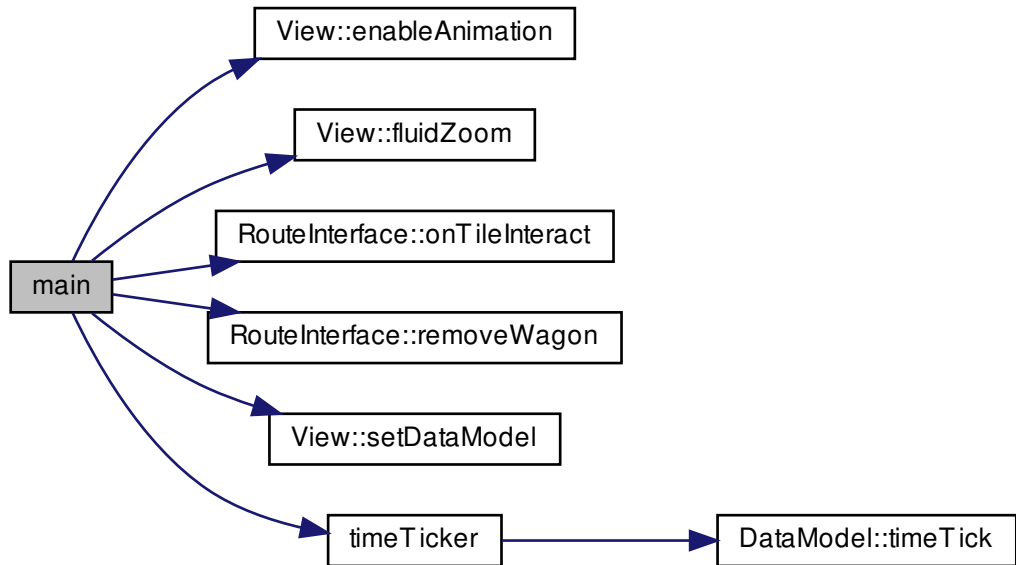 View::enableAnimation
View::fluidZoom
RouteInterface::onTileInteract
main
RouteInterface::removeWagon
View::setDataModel
timeTicker
DataModel::timeTick